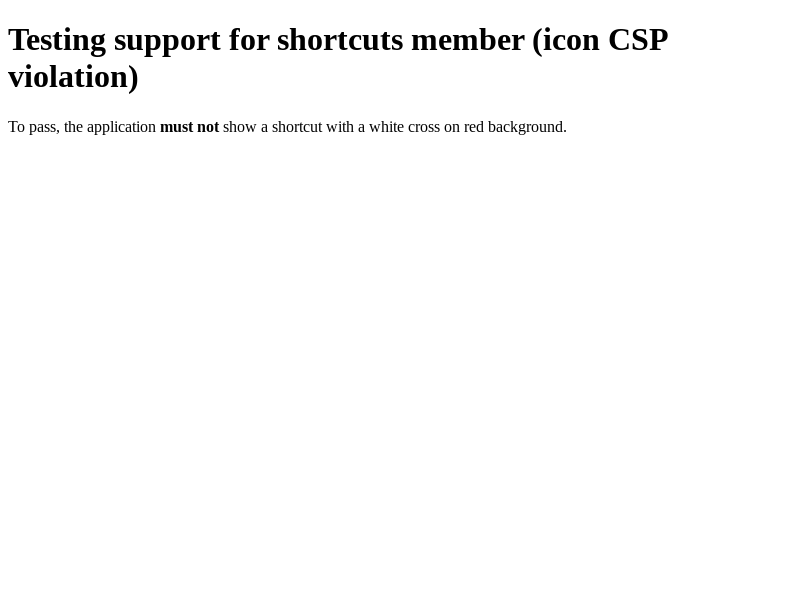 Testing support for shortcuts member (icon CSP
violation)
To pass, the application must not show a shortcut with a white cross on red background.